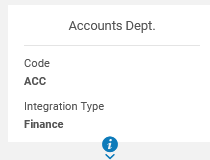 Accounts Dept.
Code
ACC
Integration Type
Finance
i